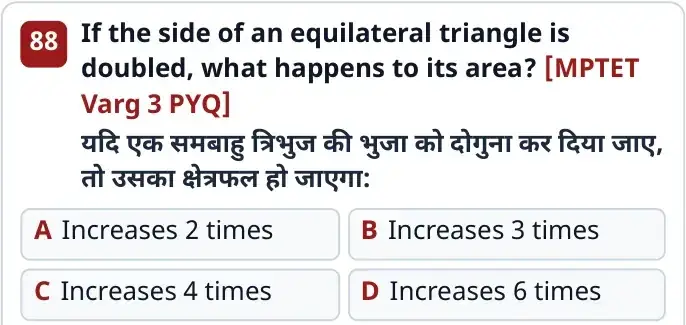 88 If the side of an equilateral triangle is
doubled, what happens to its area? [MPTET
Varg 3 PYQ]
यदि एक समबाहु त्रिभुज की भुजा को दोगुना कर दिया जाए,
तो उसका क्षेत्रफल हो जाएगा:
A Increases 2 times
B Increases 3 times
C Increases 4 times
D Increases 6 times